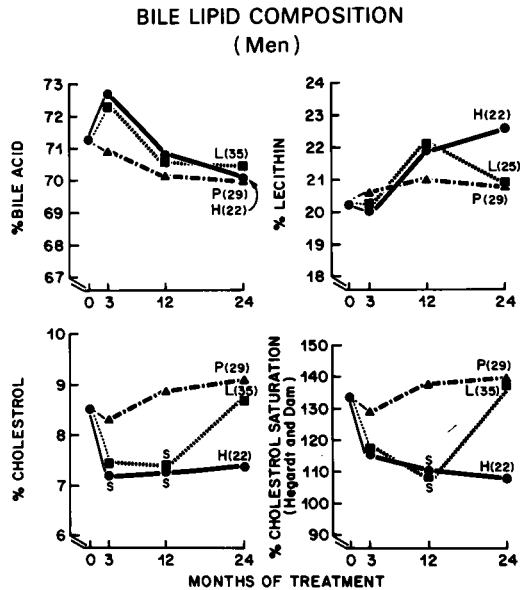 BILE LIPID COMPOSITION
(Men)
% BILE ACID
73
72
71
70
69
68
67
0 3 12 24
L(35)
P(29)
H(22)
% LECITHIN
24
23
22
21
20
19
18
0 3 12 24
H(22)
L(25)
P(29)
% CHOLESTROL
10
9
8
7
6
0 3 12 24
P(29)
L(35)
H(22)
S
S
S
% CHOLESTROL SATURATION
(Hegardt and Dam)
150
140
130
120
110
100
90
0 3 12 24
P(29)
L(35)
H(22)
S
S
MONTHS OF TREATMENT